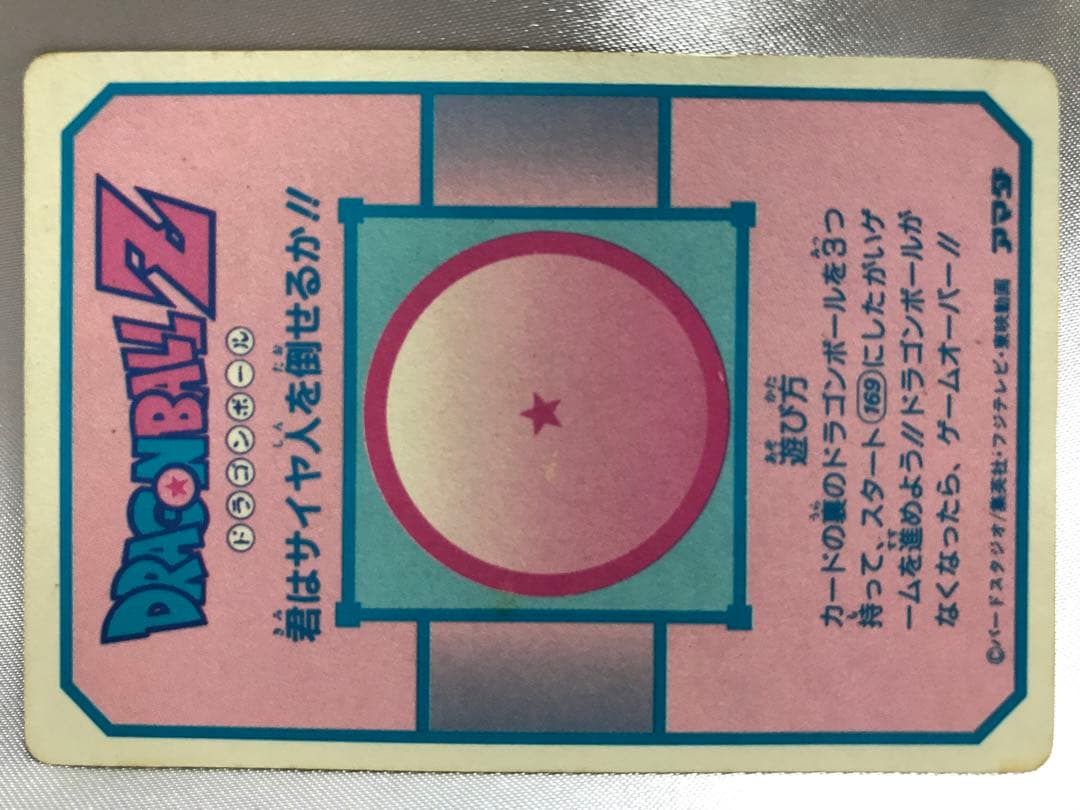 DRAGONBALL Z
ドラゴンボール
君はサイヤ人を倒せるか!!
遊び方
カードの裏のドラゴンボールを3つ
持って、スタート169にしたがいゲ
ームを進めよう!!ドラゴンボールが
なくなったら、ゲームオーバー!!
©バードスタジオ/集英社・フジテレビ・東映動画 アマダ